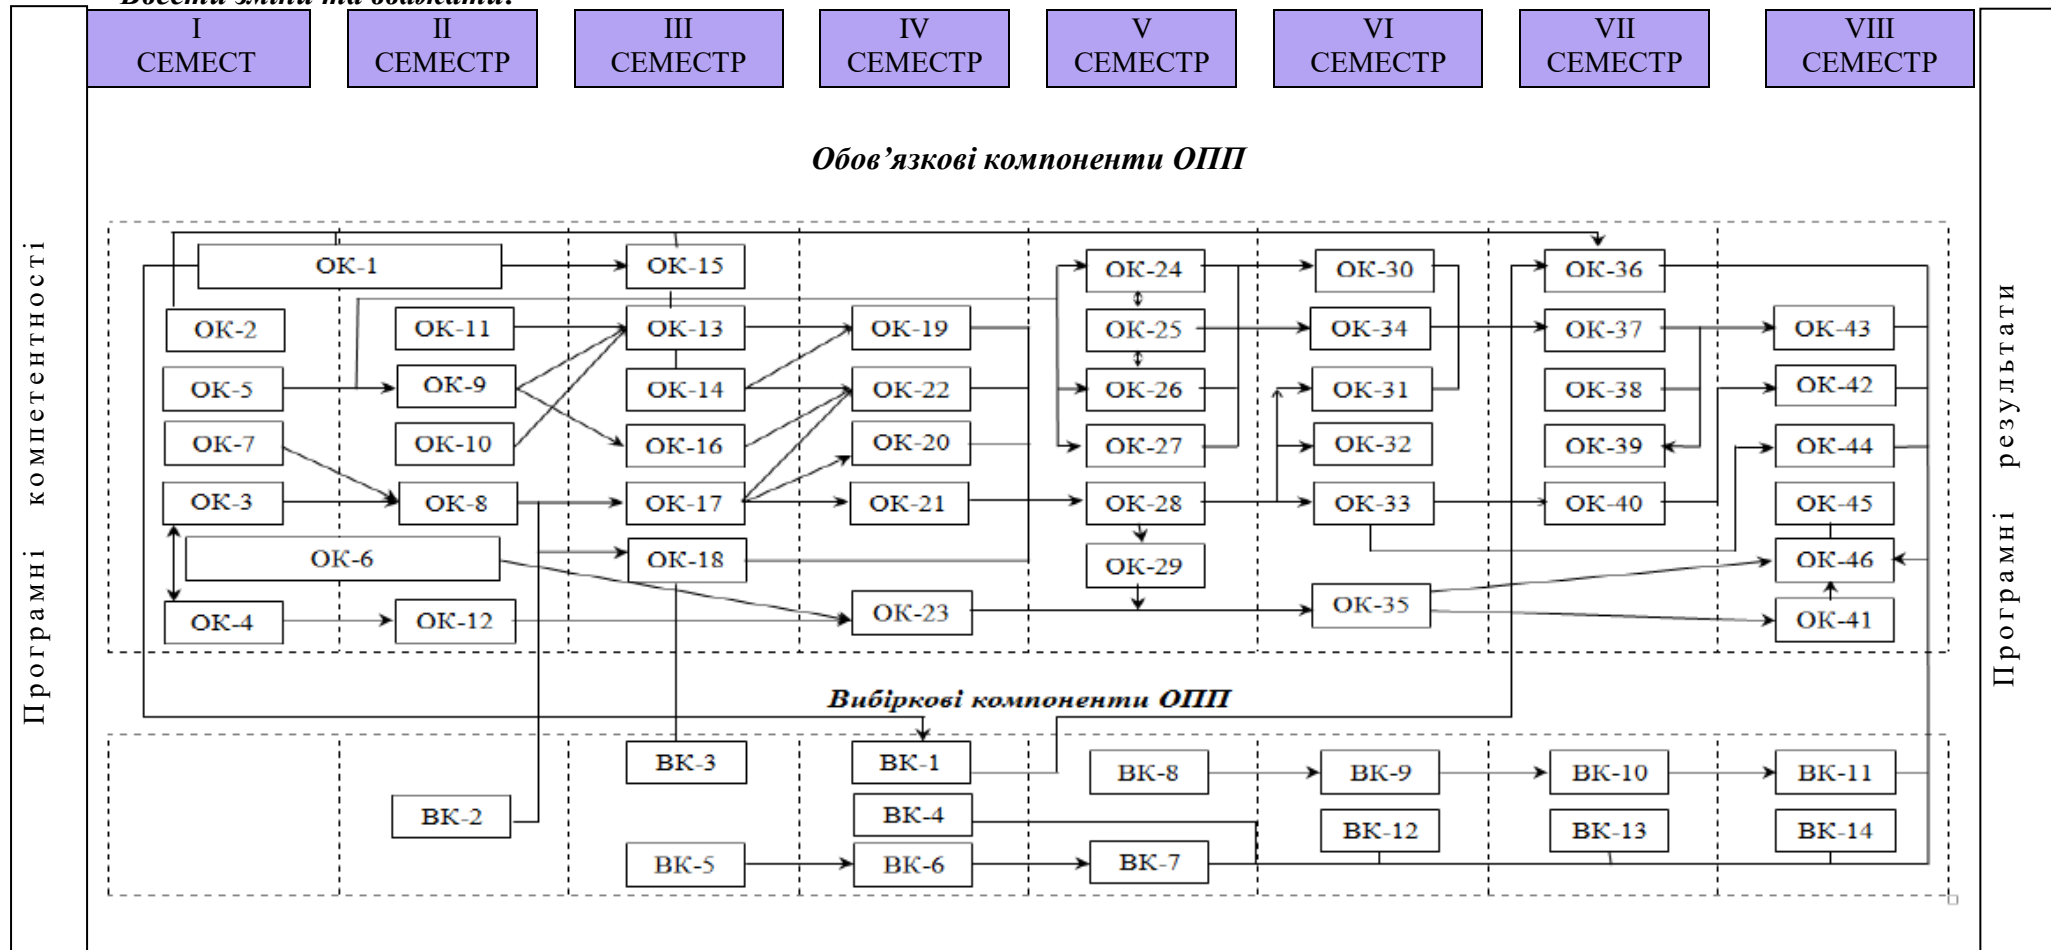 Внести зміни та вважати:
I
СЕМЕСТ
II
СЕМЕСТР
III
СЕМЕСТР
IV
СЕМЕСТР
V
СЕМЕСТР
VI
СЕМЕСТР
VII
СЕМЕСТР
VIII
СЕМЕСТР
Програмні компетентності
Обов’язкові компоненти ОПП
ОК-1
ОК-2
ОК-5
ОК-7
ОК-3
ОК-6
ОК-4
ОК-11
ОК-9
ОК-10
ОК-8
ОК-12
ОК-15
ОК-13
ОК-14
ОК-16
ОК-17
ОК-18
ОК-19
ОК-22
ОК-20
ОК-21
ОК-23
ОК-24
ОК-25
ОК-26
ОК-27
ОК-28
ОК-29
ОК-30
ОК-34
ОК-31
ОК-32
ОК-33
ОК-35
ОК-36
ОК-37
ОК-38
ОК-39
ОК-40
ОК-43
ОК-42
ОК-44
ОК-45
ОК-46
ОК-41
Вибіркові компоненти ОПП
ВК-2
ВК-3
ВК-5
ВК-1
ВК-4
ВК-6
ВК-8
ВК-7
ВК-9
ВК-12
ВК-10
ВК-13
ВК-11
ВК-14
Програмні результати